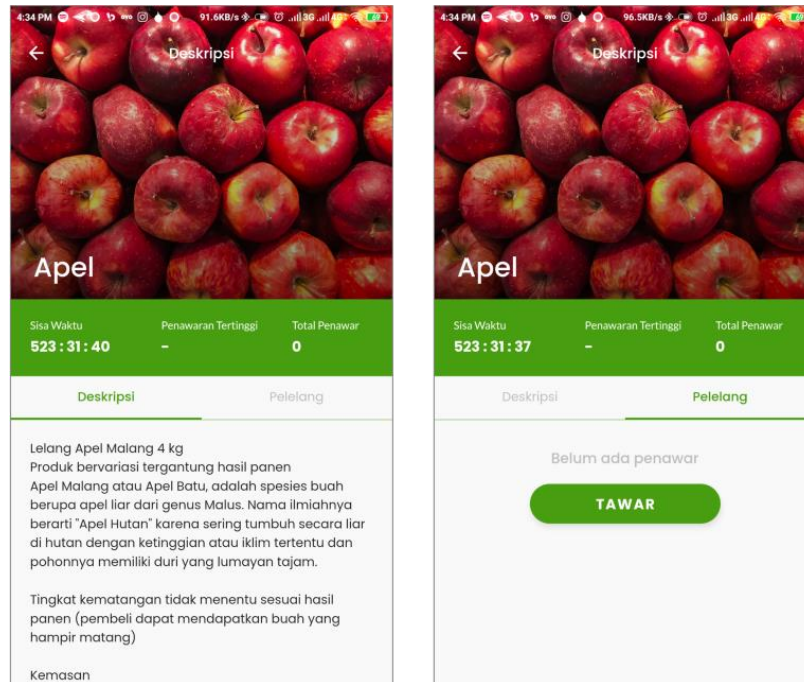 4:34 PM
91.6KB/s
3G
Deskripsi
Apel
Sisa Waktu
Penawaran Tertinggi
Total Penawar
523 : 31 : 40
-
0
Deskripsi
Pelelang
Lelang Apel Malang 4 kg
Produk bervariasi tergantung hasil panen
Apel Malang atau Apel Batu, adalah spesies buah
berupa apel liar dari genus Malus. Nama ilmiahnya
berarti "Apel Hutan" karena sering tumbuh secara liar
di hutan dengan ketinggian atau iklim tertentu dan
pohonnya memiliki duri yang lumayan tajam.
Tingkat kematangan tidak menentu sesuai hasil
panen (pembeli dapat mendapatkan buah yang
hampir matang)
Kemasan
4:34 PM
96.5KB/s
3G
Deskripsi
Apel
Sisa Waktu
Penawaran Tertinggi
Total Penawar
523 : 31 : 37
-
0
Deskripsi
Pelelang
Belum ada penawar
TAWAR